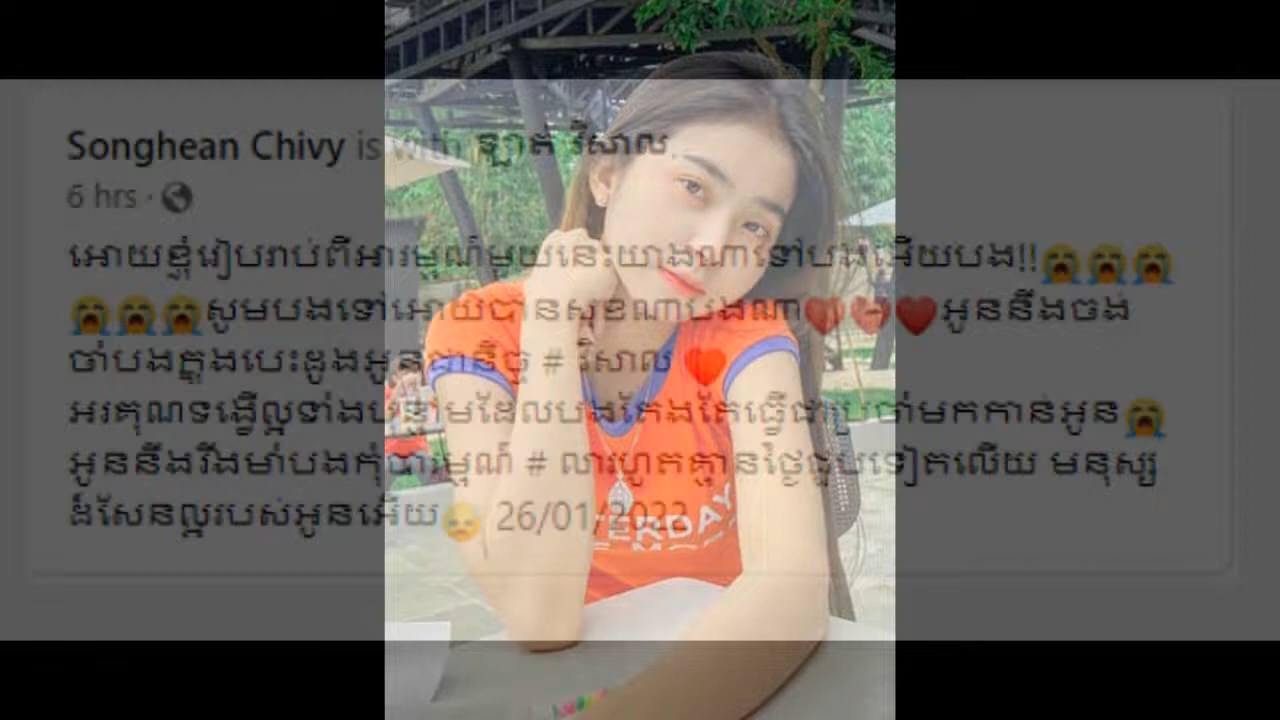 Songhean Chivy is with ឡាត់ វិសាល.
6 hrs ·
អោយខ្ញុំរៀបរាប់ពីអារម្មណ៍មួយនេះយ៉ាងណាទៅបងអើយបង!!😭😭😭
😭😭😭សូមបងទៅអោយបានសុខណាបងណា❤️❤️❤️អូននឹងចង់
ចាំបងក្នុងបេះដូងអូនជានិច្ច # វិសាល ❤️
អរគុណទង្វើល្អទាំងបន្តាមដែលបងតែងតែធ្វើជាប្រចាំមកកាន់អូន😭
អូននឹងរឹងមាំបងកុំបារម្មណ៍ # លារហូតគ្មានថ្ងៃជួបទៀតលើយ មនុស្ស
ដ៏សែនល្អរបស់អូនអើយ😞 26/01/2022
TERDAY